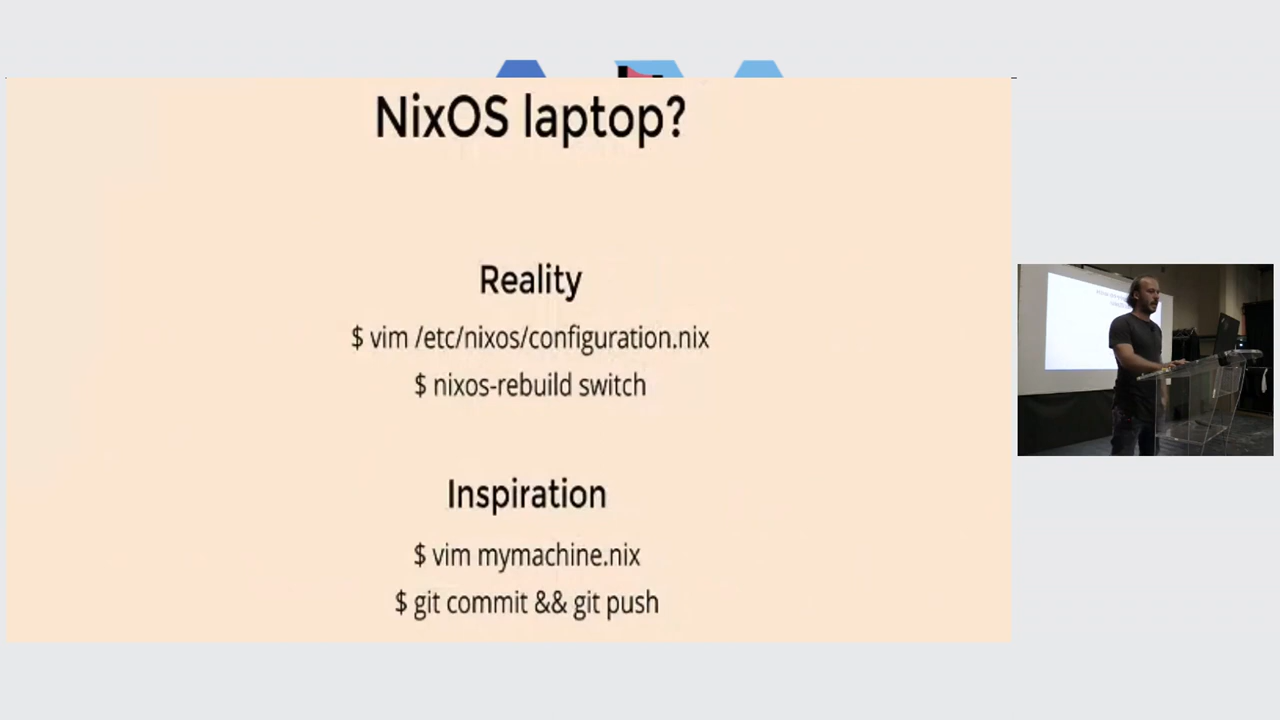 NixOS laptop?
Reality
$ vim /etc/nixos/configuration.nix
$ nixos-rebuild switch
Inspiration
$ vim mymachine.nix
$ git commit && git push